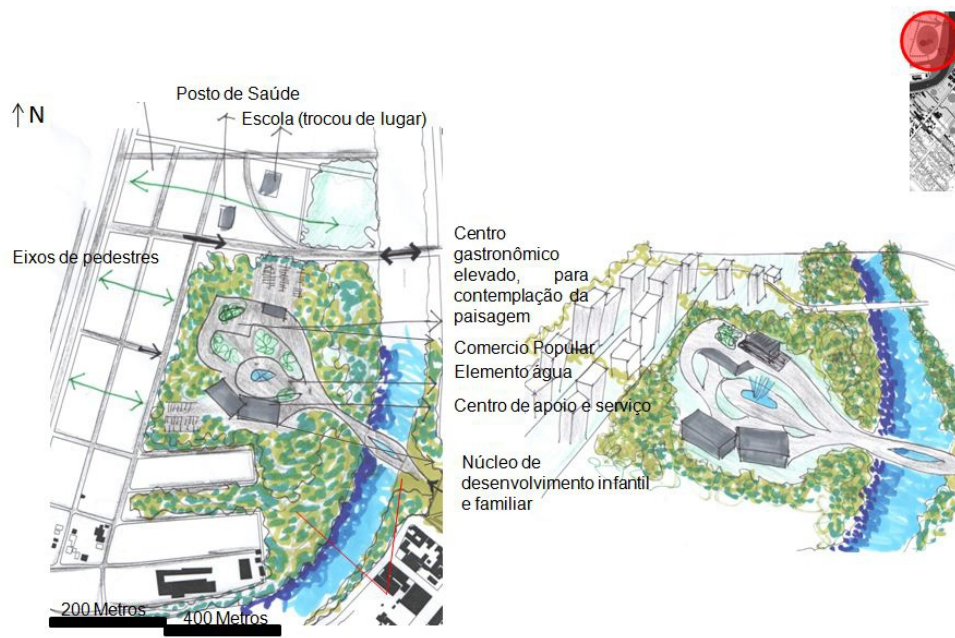 Posto de Saúde
Escola (trocou de lugar)
N
Eixos de pedestres
Centro
gastronômico
elevado, para
contemplação da
paisagem
Comercio Popular
Elemento água
Centro de apoio e serviço
Núcleo de
desenvolvimento infantil
e familiar
200 Metros
400 Metros